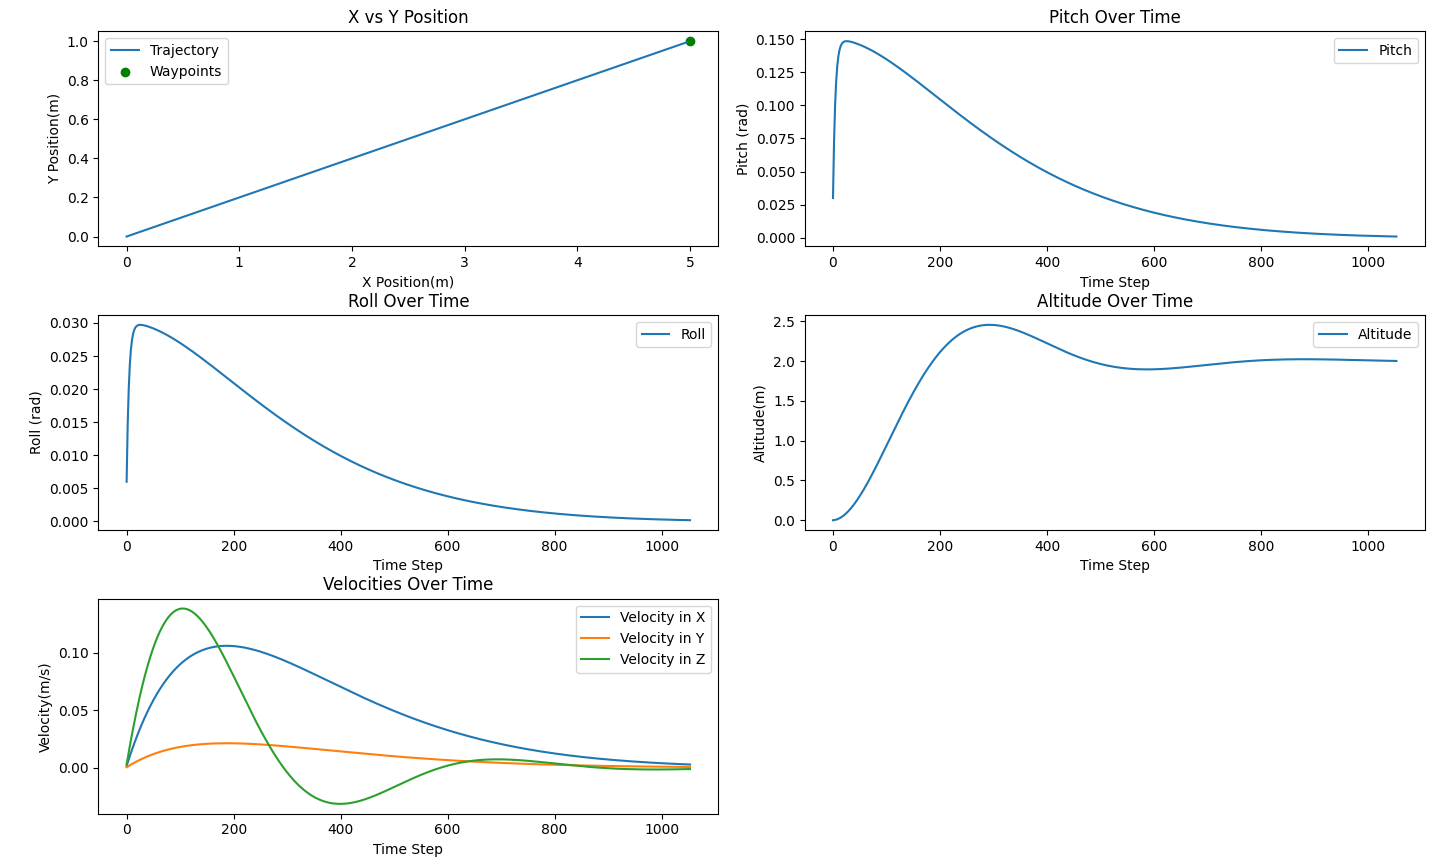 X vs Y Position
Trajectory
Waypoints
1.0
0.8
0.6
0.4
0.2
0.0
Y Position(m)
0 1 2 3 4 5
X Position(m)
Pitch Over Time
Pitch
0.150
0.125
0.100
0.075
0.050
0.025
0.000
Pitch (rad)
0 200 400 600 800 1000
Time Step
Roll Over Time
Roll
0.030
0.025
0.020
0.015
0.010
0.005
0.000
Roll (rad)
0 200 400 600 800 1000
Time Step
Altitude Over Time
Altitude
2.5
2.0
1.5
1.0
0.5
0.0
Altitude(m)
0 200 400 600 800 1000
Time Step
Velocities Over Time
Velocity in X
Velocity in Y
Velocity in Z
0.10
0.05
0.00
Velocity(m/s)
0 200 400 600 800 1000
Time Step